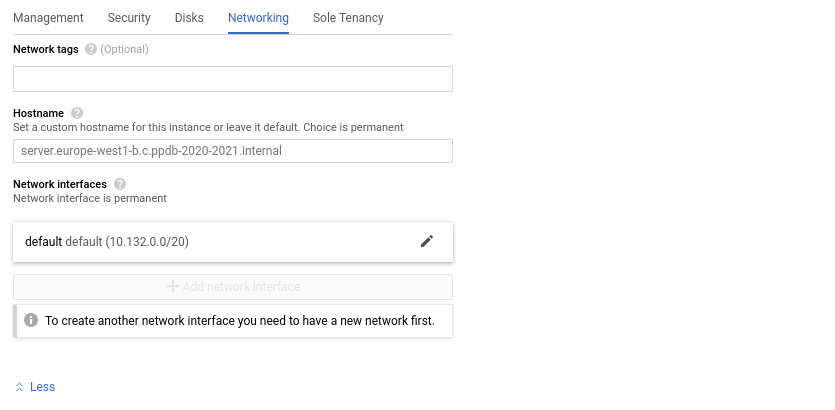 Management Security Disks Networking Sole Tenancy
Network tags (Optional)
Hostname
Set a custom hostname for this instance or leave it default. Choice is permanent
server.europe-west1-b.c.ppdb-2020-2021.internal
Network interfaces
Network interface is permanent
default default (10.132.0.0/20)
Add network interface
To create another network interface you need to have a new network first.
Less